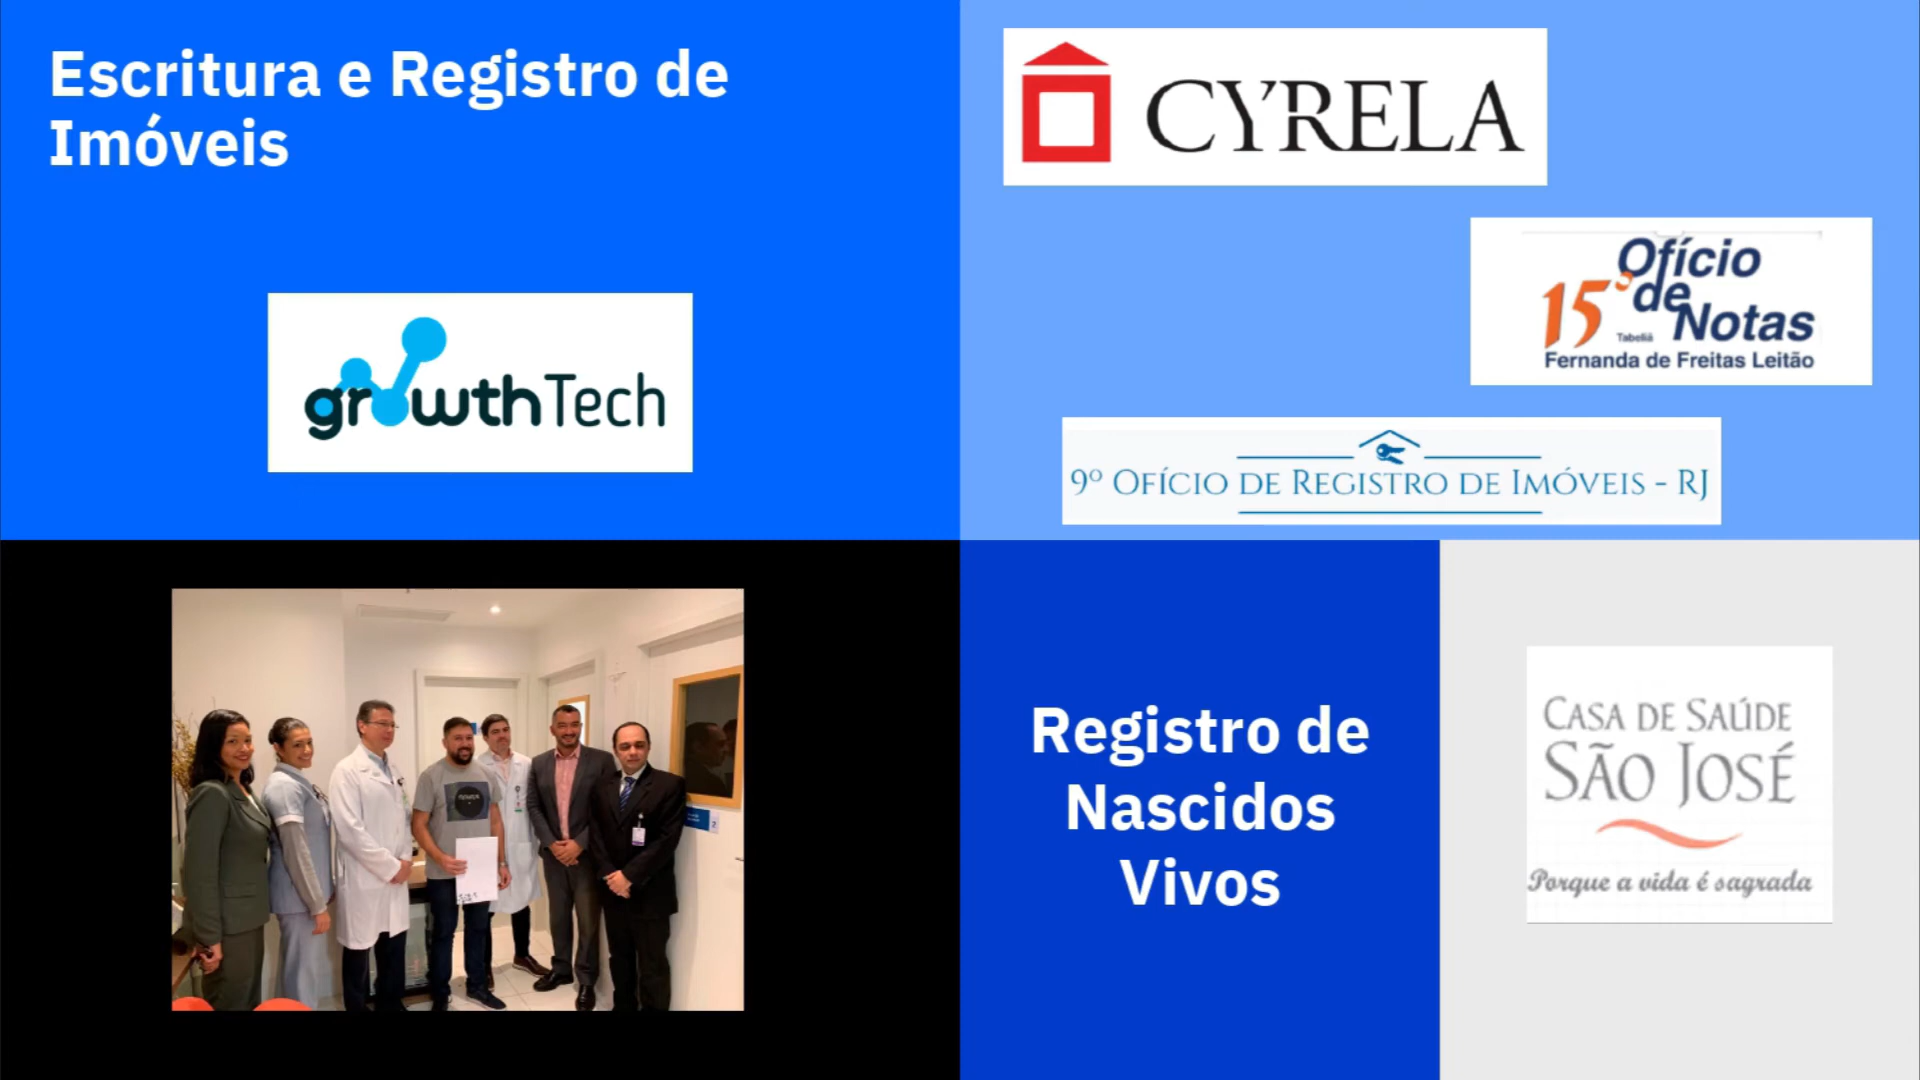 Escritura e Registro de
Imóveis
growthTech
CYRELA
15º Ofício
de
Notas
Tabeliã
Fernanda de Freitas Leitão
9º OFÍCIO DE REGISTRO DE IMÓVEIS - RJ
Registro de
Nascidos
Vivos
CASA DE SAÚDE
SÃO JOSÉ
Porque a vida é sagrada